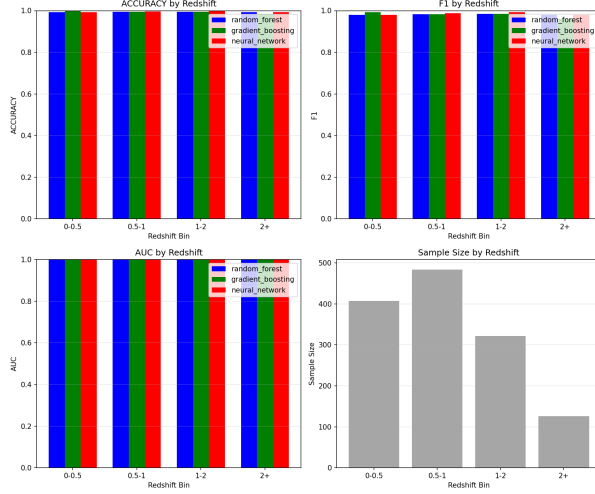 ACCURACY by Redshift
random_forest
gradient_boosting
neural_network
1.0
0.8
0.6
0.4
0.2
0.0
ACCURACY
0-0.5
0.5-1
1-2
2+
Redshift Bin
F1 by Redshift
random_forest
gradient_boosting
neural_network
1.0
0.8
0.6
0.4
0.2
0.0
F1
0-0.5
0.5-1
1-2
2+
Redshift Bin
AUC by Redshift
random_forest
gradient_boosting
neural_network
1.0
0.8
0.6
0.4
0.2
0.0
AUC
0-0.5
0.5-1
1-2
2+
Redshift Bin
Sample Size by Redshift
500
400
300
200
100
0
Sample Size
0-0.5
0.5-1
1-2
2+
Redshift Bin